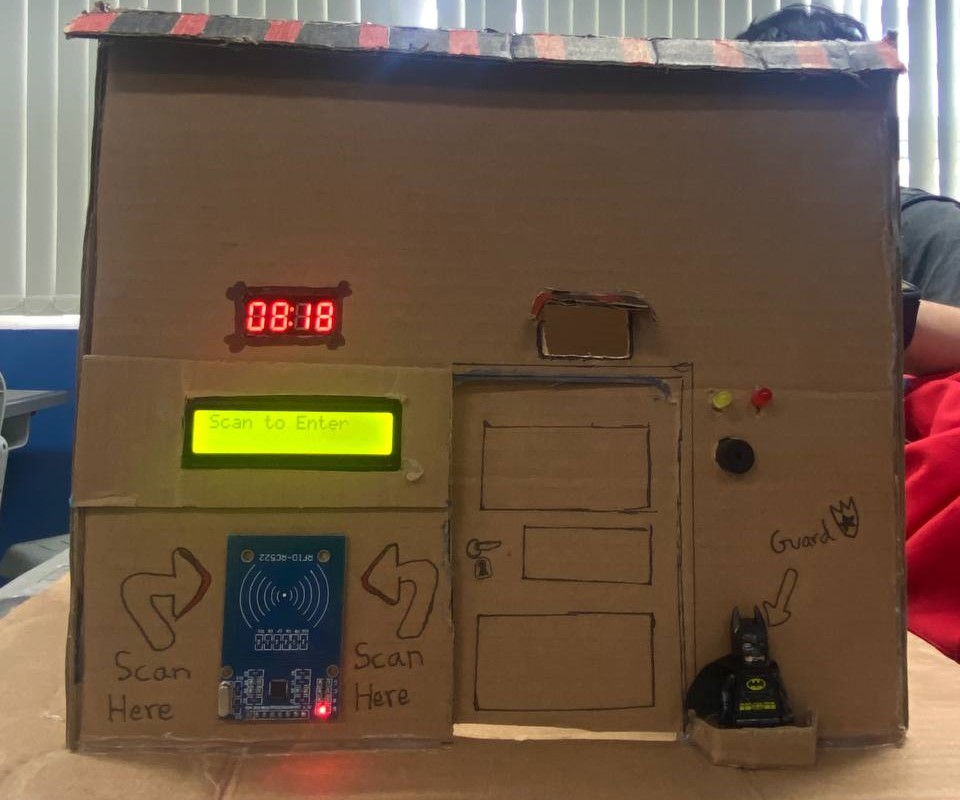 08:18
Scan to Enter
Guard
RFID-RC522
Scan
Here
Scan
Here